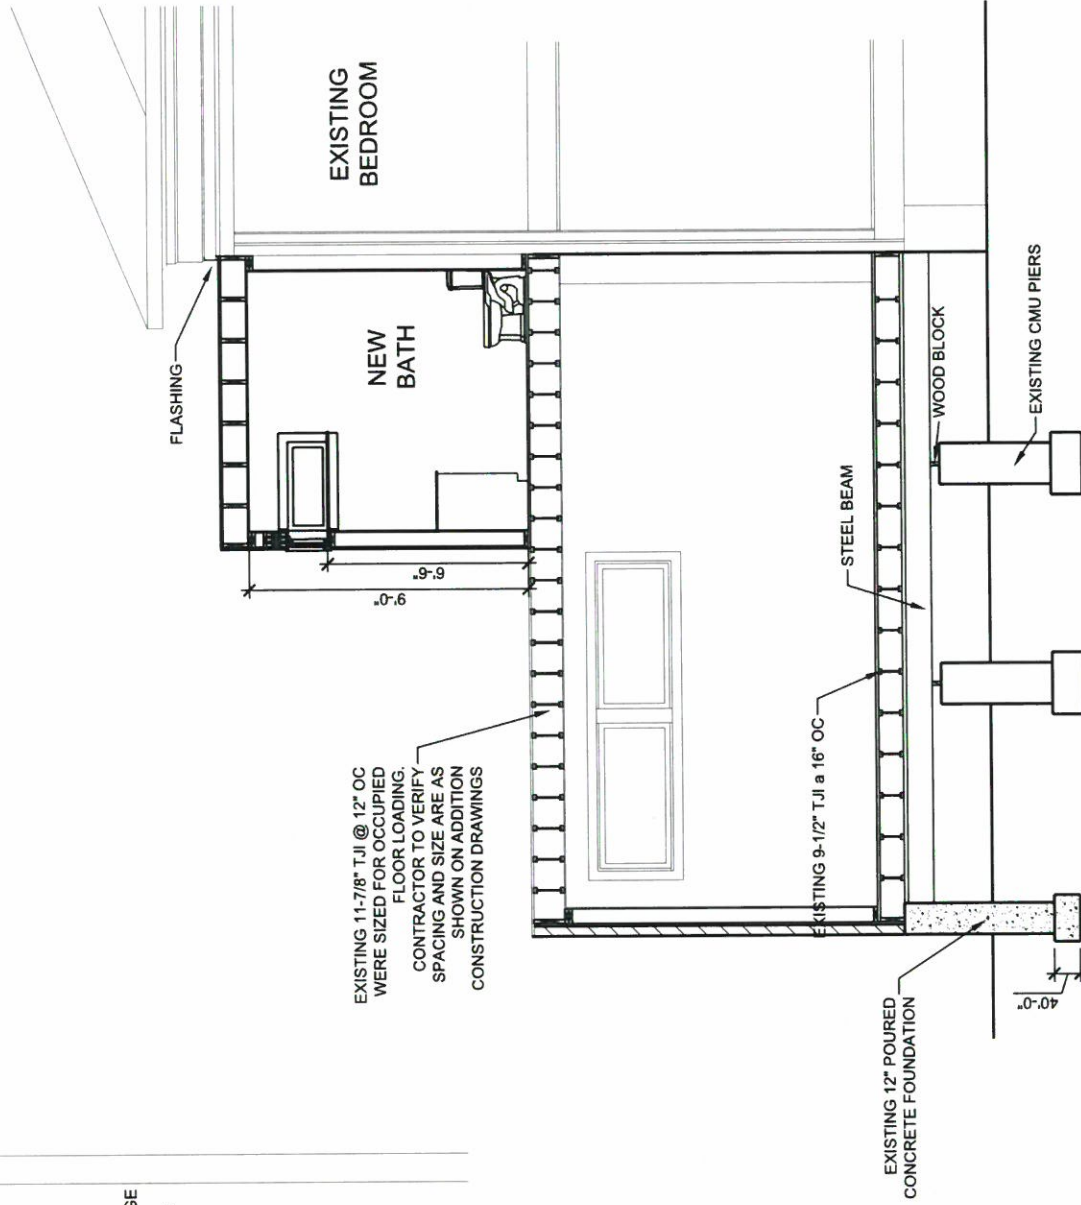 EXISTING
BEDROOM
FLASHING
NEW
BATH
9'-0"
6'-6"
EXISTING 11-7/8" TJI @ 12" OC
WERE SIZED FOR OCCUPIED
FLOOR LOADING.
CONTRACTOR TO VERIFY
SPACING AND SIZE ARE AS
SHOWN ON ADDITION
CONSTRUCTION DRAWINGS
EXISTING 9-1/2" TJI a 16" OC
STEEL BEAM
WOOD BLOCK
EXISTING CMU PIERS
EXISTING 12" POURED
CONCRETE FOUNDATION
40'-0"
SE